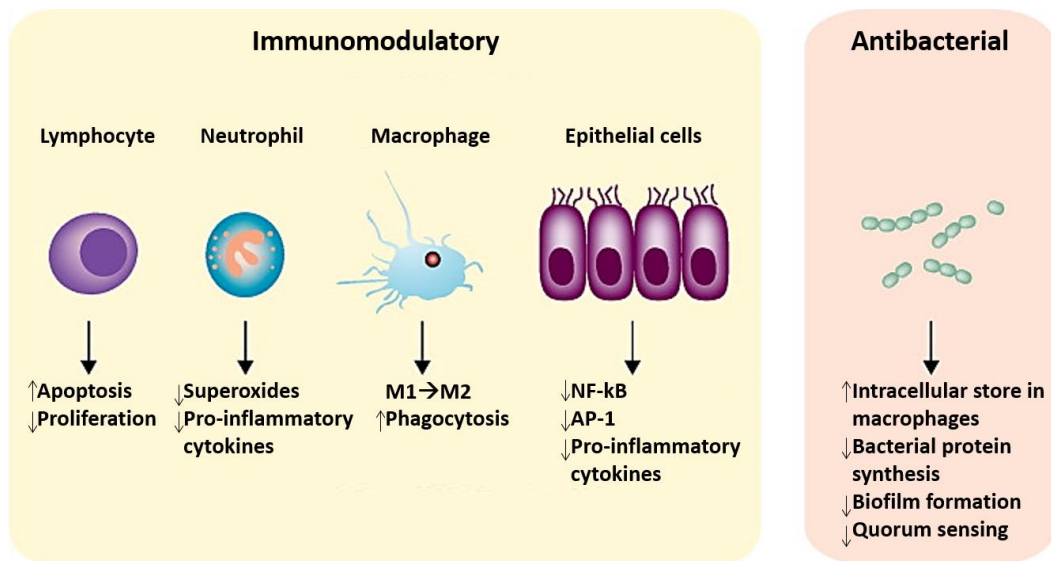 Immunomodulatory
Lymphocyte
Neutrophil
Macrophage
Epithelial cells
↑Apoptosis
↓Proliferation
↓Superoxides
↓Pro-inflammatory
cytokines
M1→M2
↑Phagocytosis
↓NF-kB
↓AP-1
↓Pro-inflammatory
cytokines
Antibacterial
↑Intracellular store in
macrophages
↓Bacterial protein
synthesis
↓Biofilm formation
↓Quorum sensing